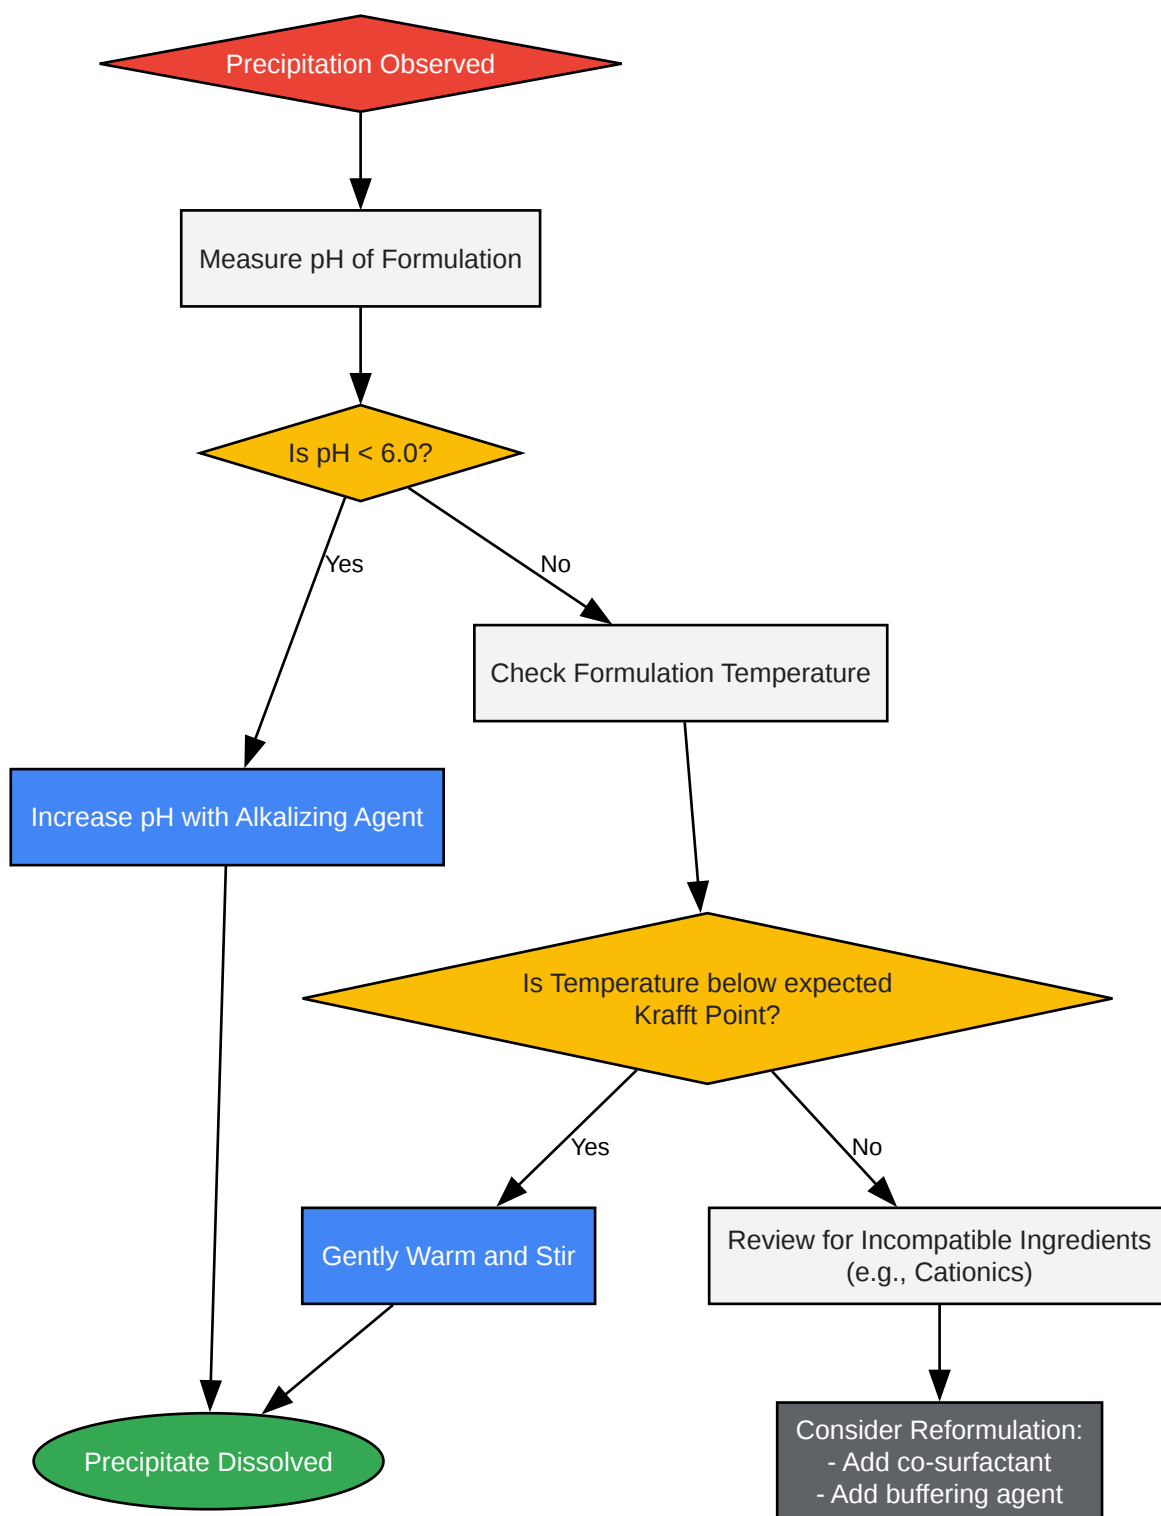 Precipitation Observed
Measure pH of Formulation
Is pH < 6.0?
Yes
No
Check Formulation Temperature
Increase pH with Alkalizing Agent
Is Temperature below expected
Krafft Point?
Yes
No
Gently Warm and Stir
Review for Incompatible Ingredients
(e.g., Cationics)
Precipitate Dissolved
Consider Reformulation:
- Add co-surfactant
- Add buffering agent